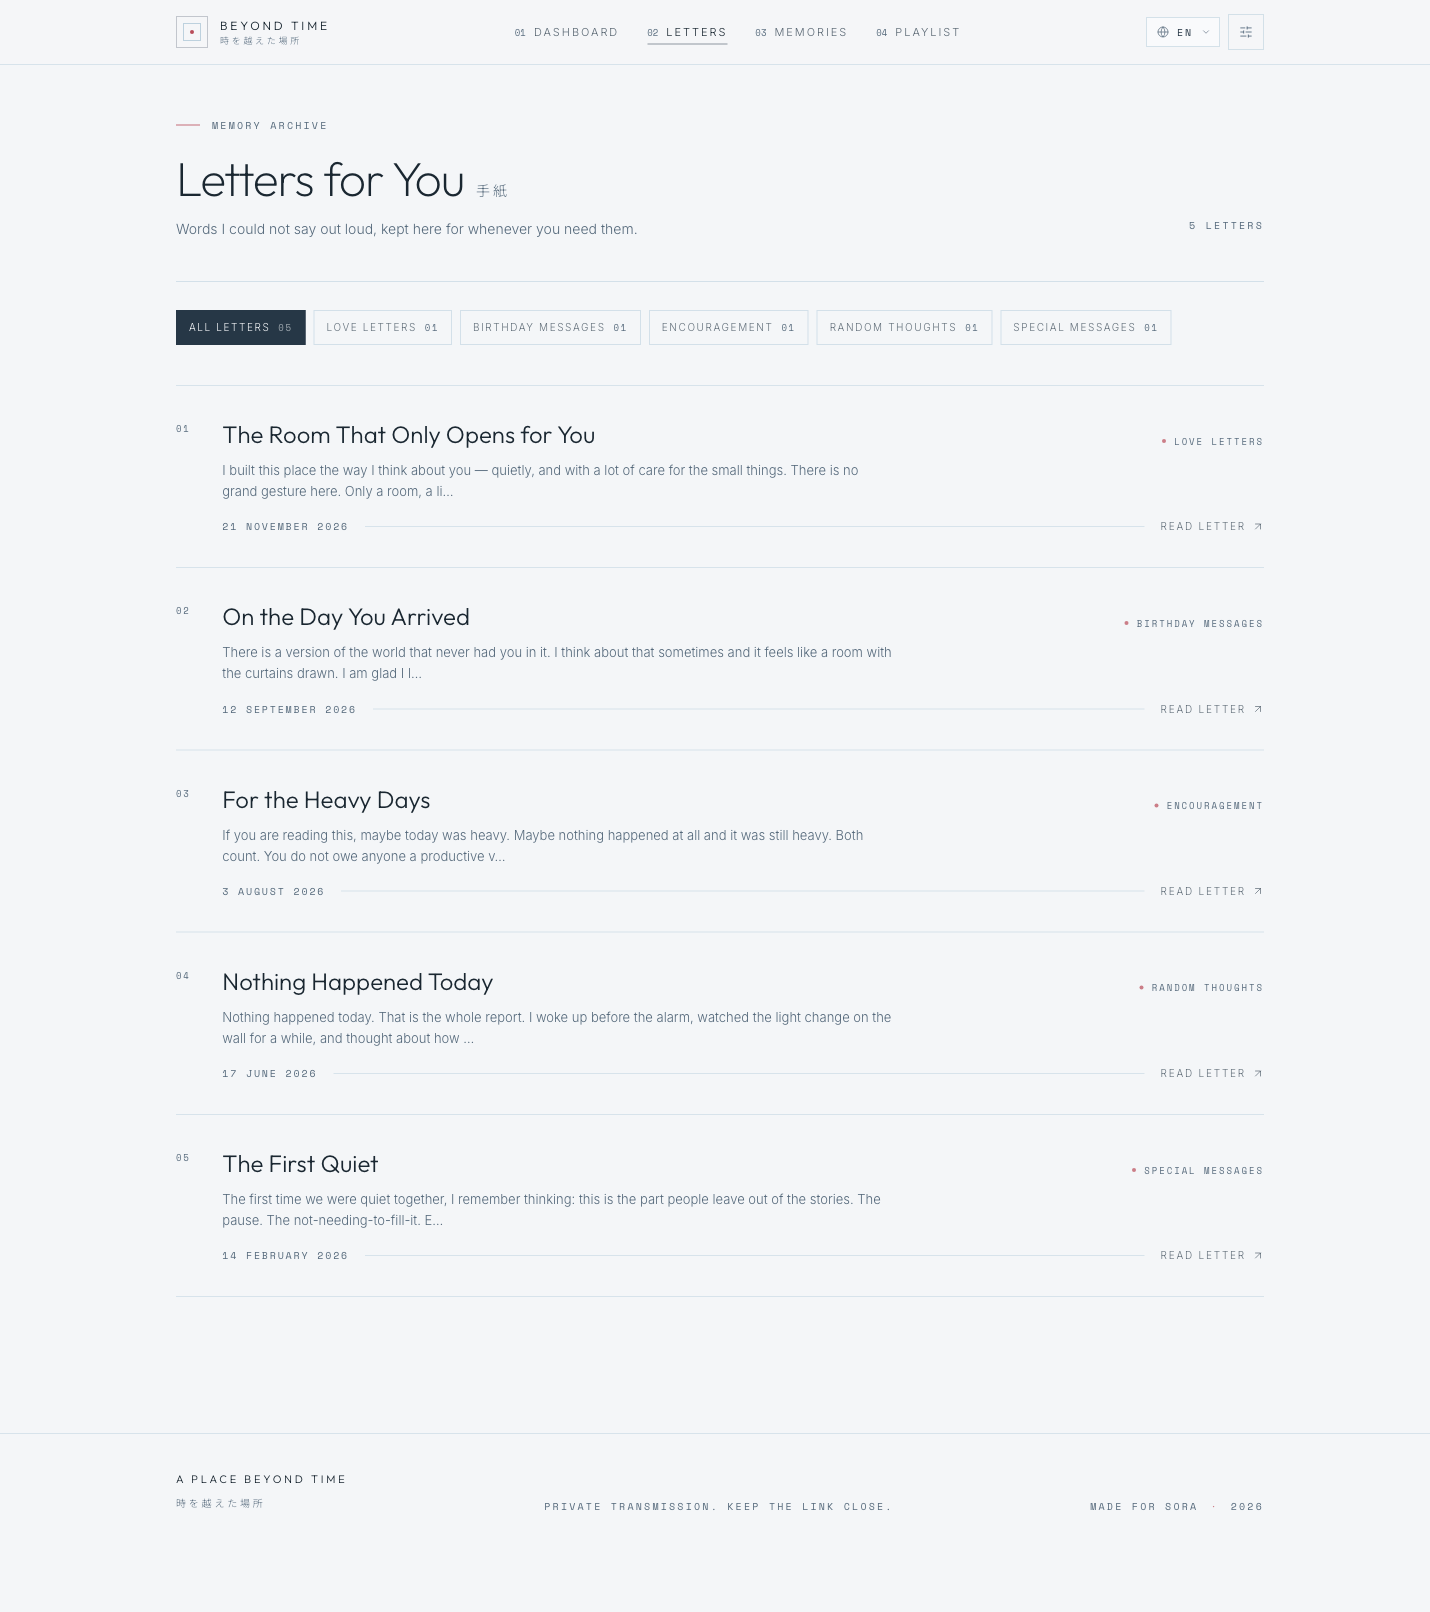 BEYOND TIME
時を越えた場所
01 DASHBOARD
02 LETTERS
03 MEMORIES
04 PLAYLIST
EN
MEMORY ARCHIVE
Letters for You 手紙
Words I could not say out loud, kept here for whenever you need them.
5 LETTERS
ALL LETTERS 05
LOVE LETTERS 01
BIRTHDAY MESSAGES 01
ENCOURAGEMENT 01
RANDOM THOUGHTS 01
SPECIAL MESSAGES 01
01
The Room That Only Opens for You
LOVE LETTERS
I built this place the way I think about you — quietly, and with a lot of care for the small things. There is no
grand gesture here. Only a room, a li...
21 NOVEMBER 2026
READ LETTER
02
On the Day You Arrived
BIRTHDAY MESSAGES
There is a version of the world that never had you in it. I think about that sometimes and it feels like a room with
the curtains drawn. I am glad I l...
12 SEPTEMBER 2026
READ LETTER
03
For the Heavy Days
ENCOURAGEMENT
If you are reading this, maybe today was heavy. Maybe nothing happened at all and it was still heavy. Both
count. You do not owe anyone a productive v...
3 AUGUST 2026
READ LETTER
04
Nothing Happened Today
RANDOM THOUGHTS
Nothing happened today. That is the whole report. I woke up before the alarm, watched the light change on the
wall for a while, and thought about how ...
17 JUNE 2026
READ LETTER
05
The First Quiet
SPECIAL MESSAGES
The first time we were quiet together, I remember thinking: this is the part people leave out of the stories. The
pause. The not-needing-to-fill-it. E...
14 FEBRUARY 2026
READ LETTER
A PLACE BEYOND TIME
時を越えた場所
PRIVATE TRANSMISSION. KEEP THE LINK CLOSE.
MADE FOR SORA · 2026